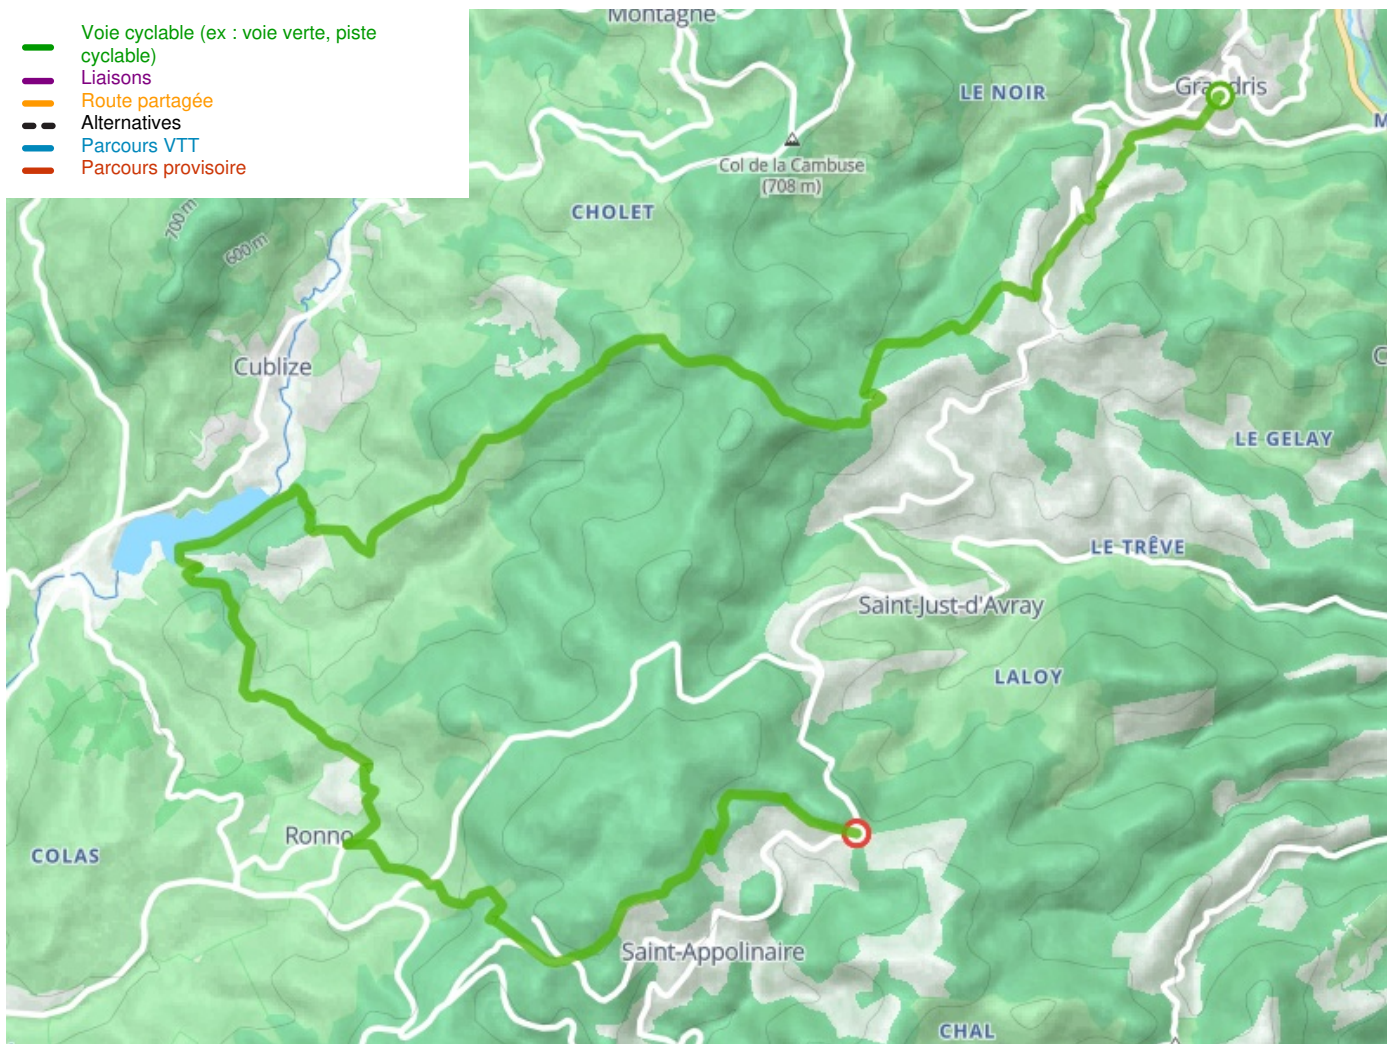 Voie cyclable (ex : voie verte, piste
cyclable)
Liaisons
Route partagée
Alternatives
Parcours VTT
Parcours provisoire
Montagne
LE NOIR
Grandris
M
Col de la Cambuse
(708 m)
CHOLET
700 m
600 m
Cublize
C
LE GELAY
LE TRÊVE
Saint-Just-d'Avray
LALOY
Ronno
COLAS
Saint-Appolinaire
CHAL